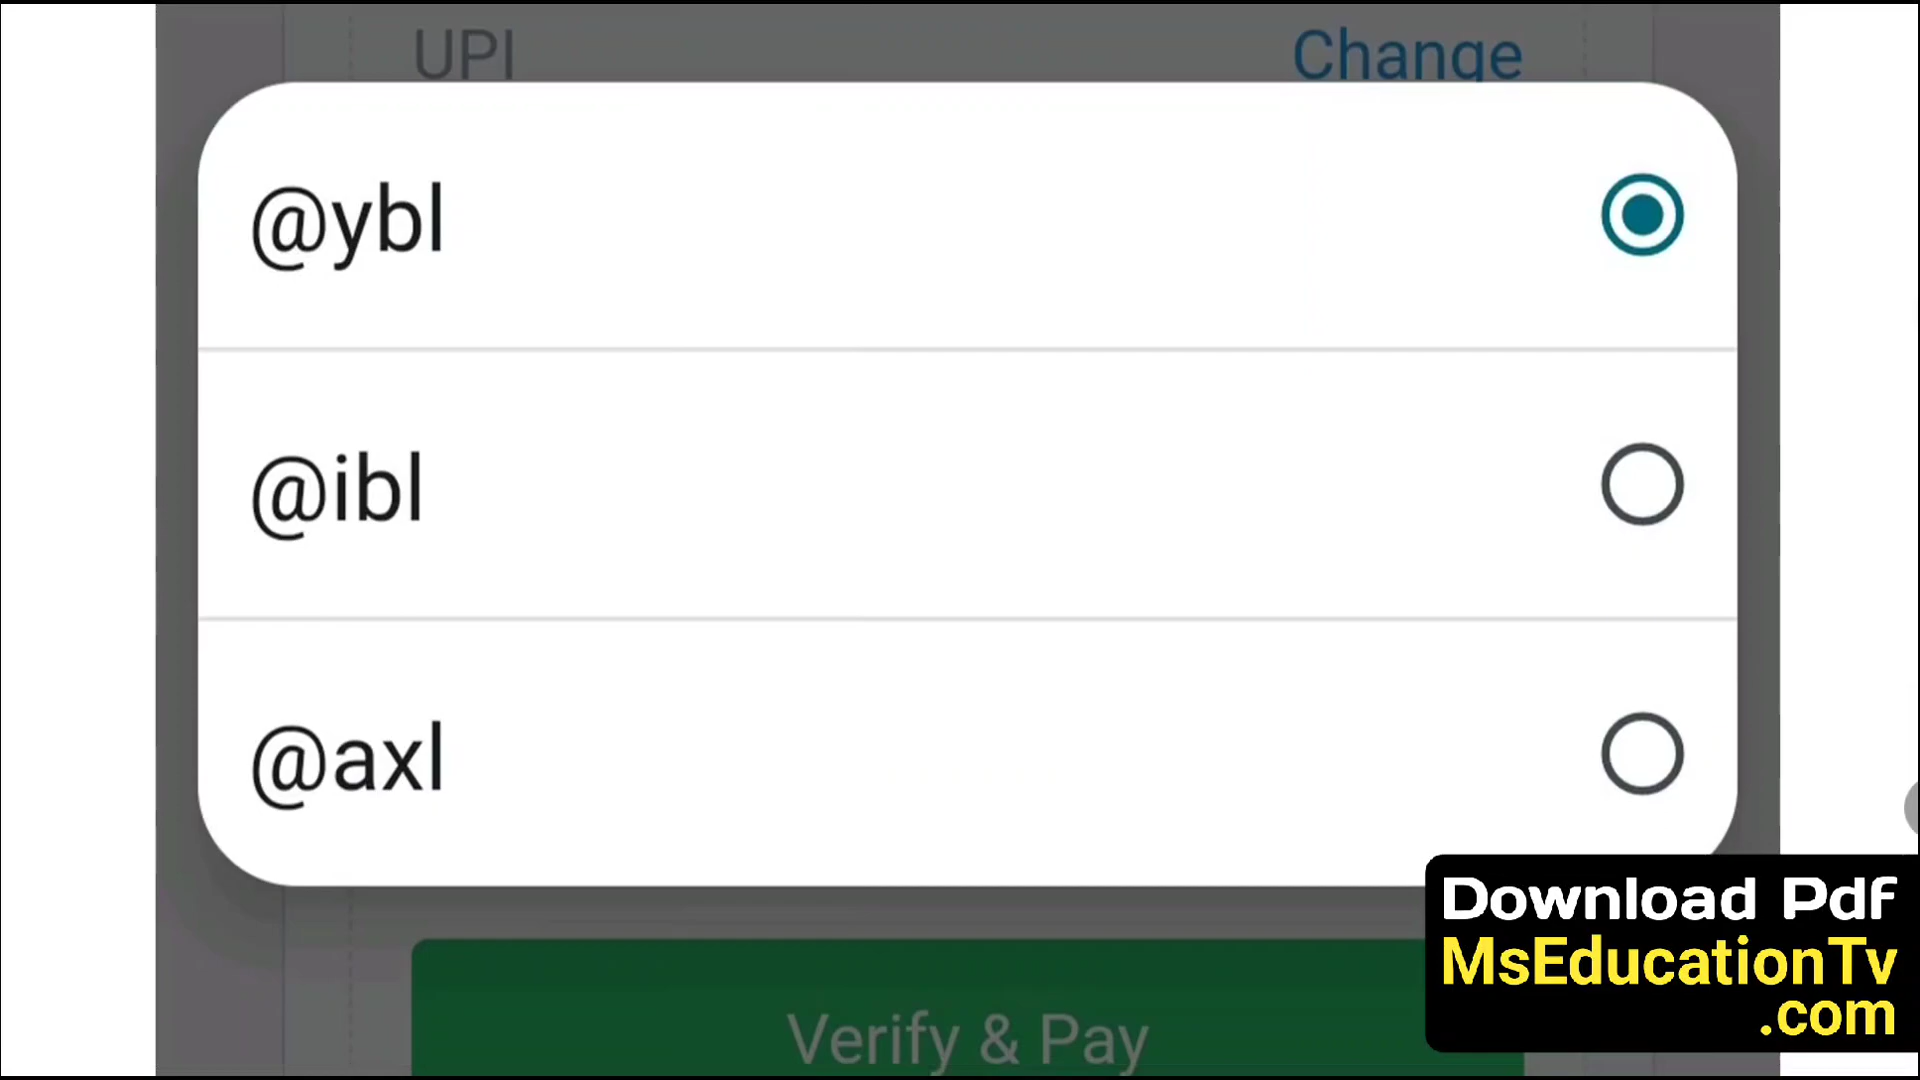 UPI Change
@ybl
@ibl
@axl
Verify & Pay
Download Pdf
MsEducationTv
.com